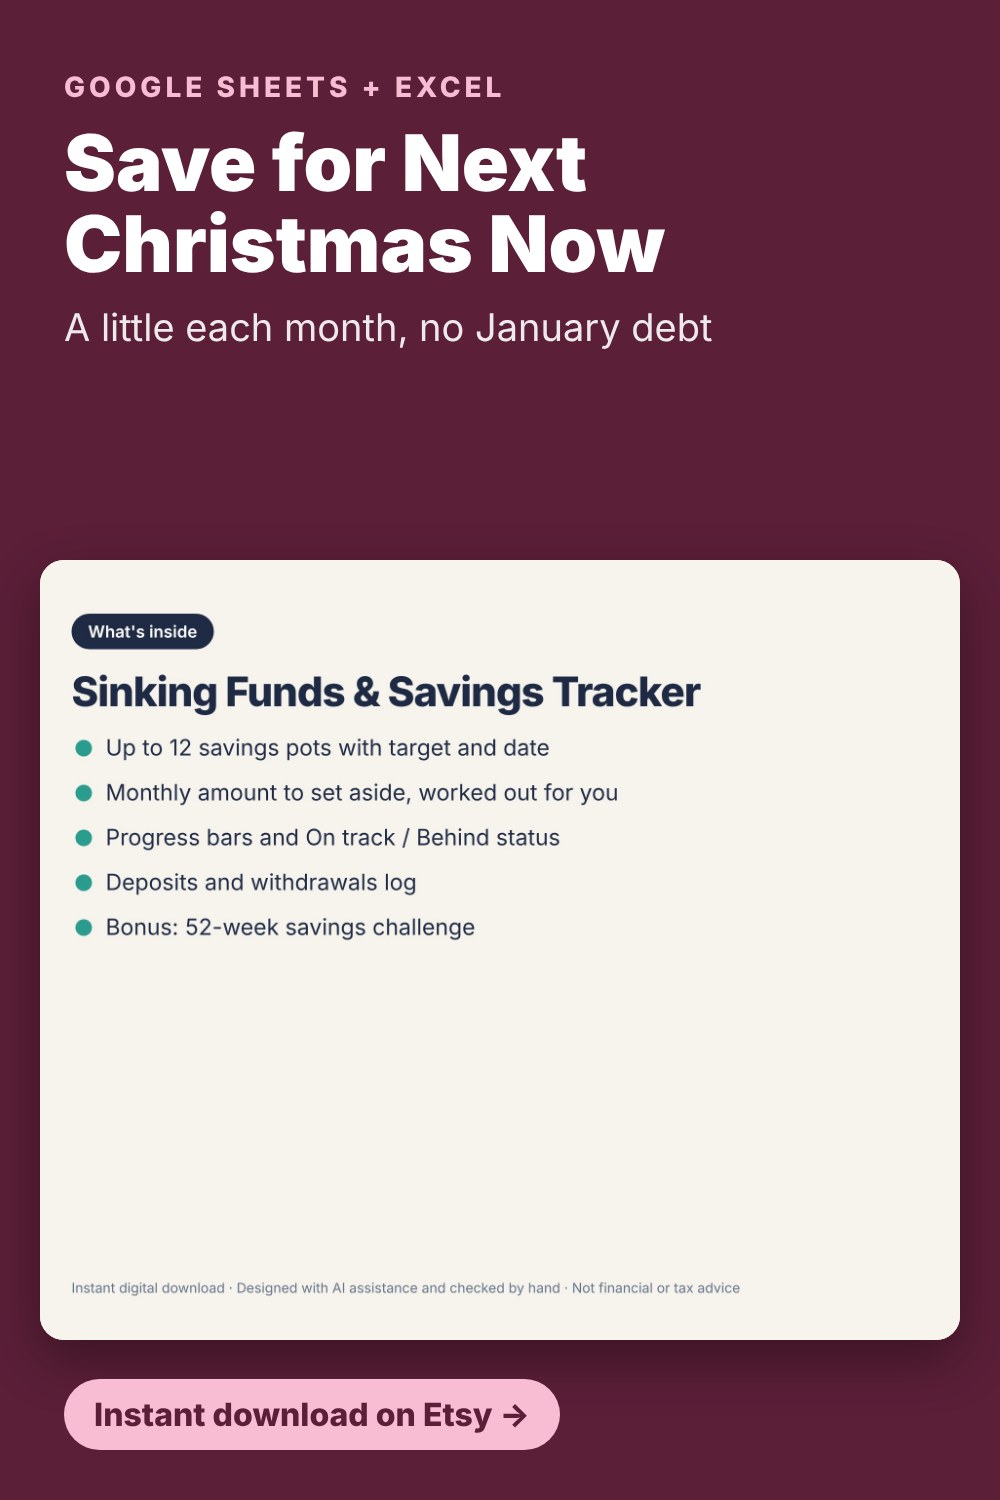 GOOGLE SHEETS + EXCEL
Save for Next
Christmas Now
A little each month, no January debt
What's inside
Sinking Funds & Savings Tracker
Up to 12 savings pots with target and date
Monthly amount to set aside, worked out for you
Progress bars and On track / Behind status
Deposits and withdrawals log
Bonus: 52-week savings challenge
Instant digital download · Designed with AI assistance and checked by hand · Not financial or tax advice
Instant download on Etsy →